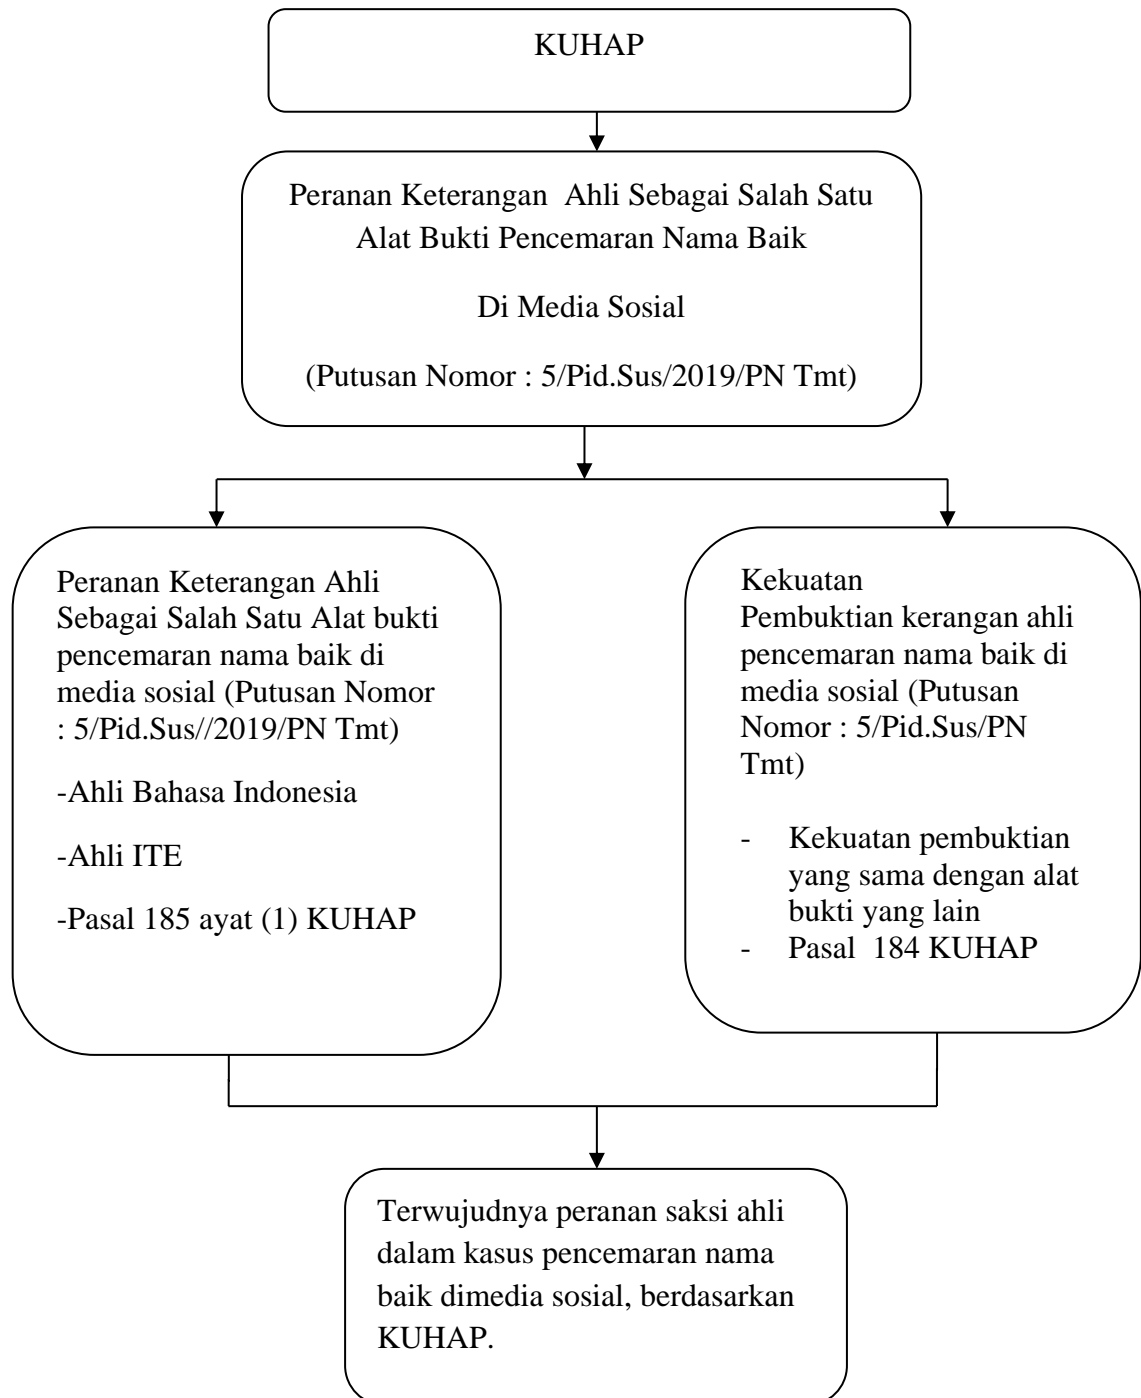 KUHAP
Peranan Keterangan Ahli Sebagai Salah Satu
Alat Bukti Pencemaran Nama Baik
Di Media Sosial
(Putusan Nomor : 5/Pid.Sus/2019/PN Tmt)
Peranan Keterangan Ahli
Sebagai Salah Satu Alat bukti
pencemaran nama baik di
media sosial (Putusan Nomor
: 5/Pid.Sus//2019/PN Tmt)
-Ahli Bahasa Indonesia
-Ahli ITE
-Pasal 185 ayat (1) KUHAP
Kekuatan
Pembuktian kerangan ahli
pencemaran nama baik di
media sosial (Putusan
Nomor : 5/Pid.Sus/PN
Tmt)
- Kekuatan pembuktian
yang sama dengan alat
bukti yang lain
- Pasal 184 KUHAP
Terwujudnya peranan saksi ahli
dalam kasus pencemaran nama
baik dimedia sosial, berdasarkan
KUHAP.